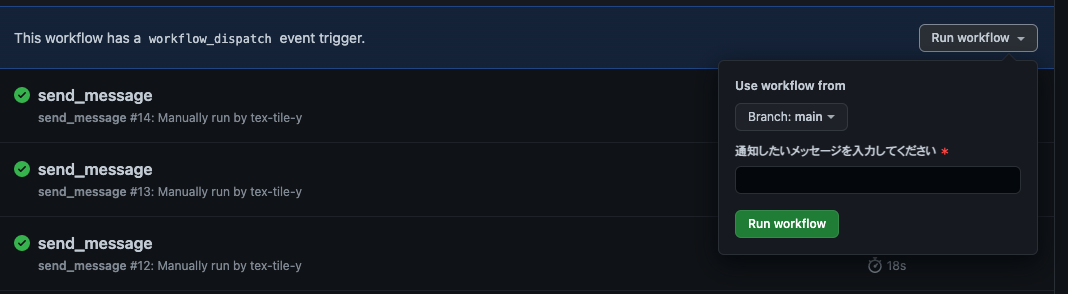 This workflow has a workflow_dispatch event trigger.
Run workflow
Use workflow from
Branch: main
通知したいメッセージを入力してください *
Run workflow
send_message
send_message #14: Manually run by tex-tile-y
send_message
send_message #13: Manually run by tex-tile-y
send_message
send_message #12: Manually run by tex-tile-y
18s